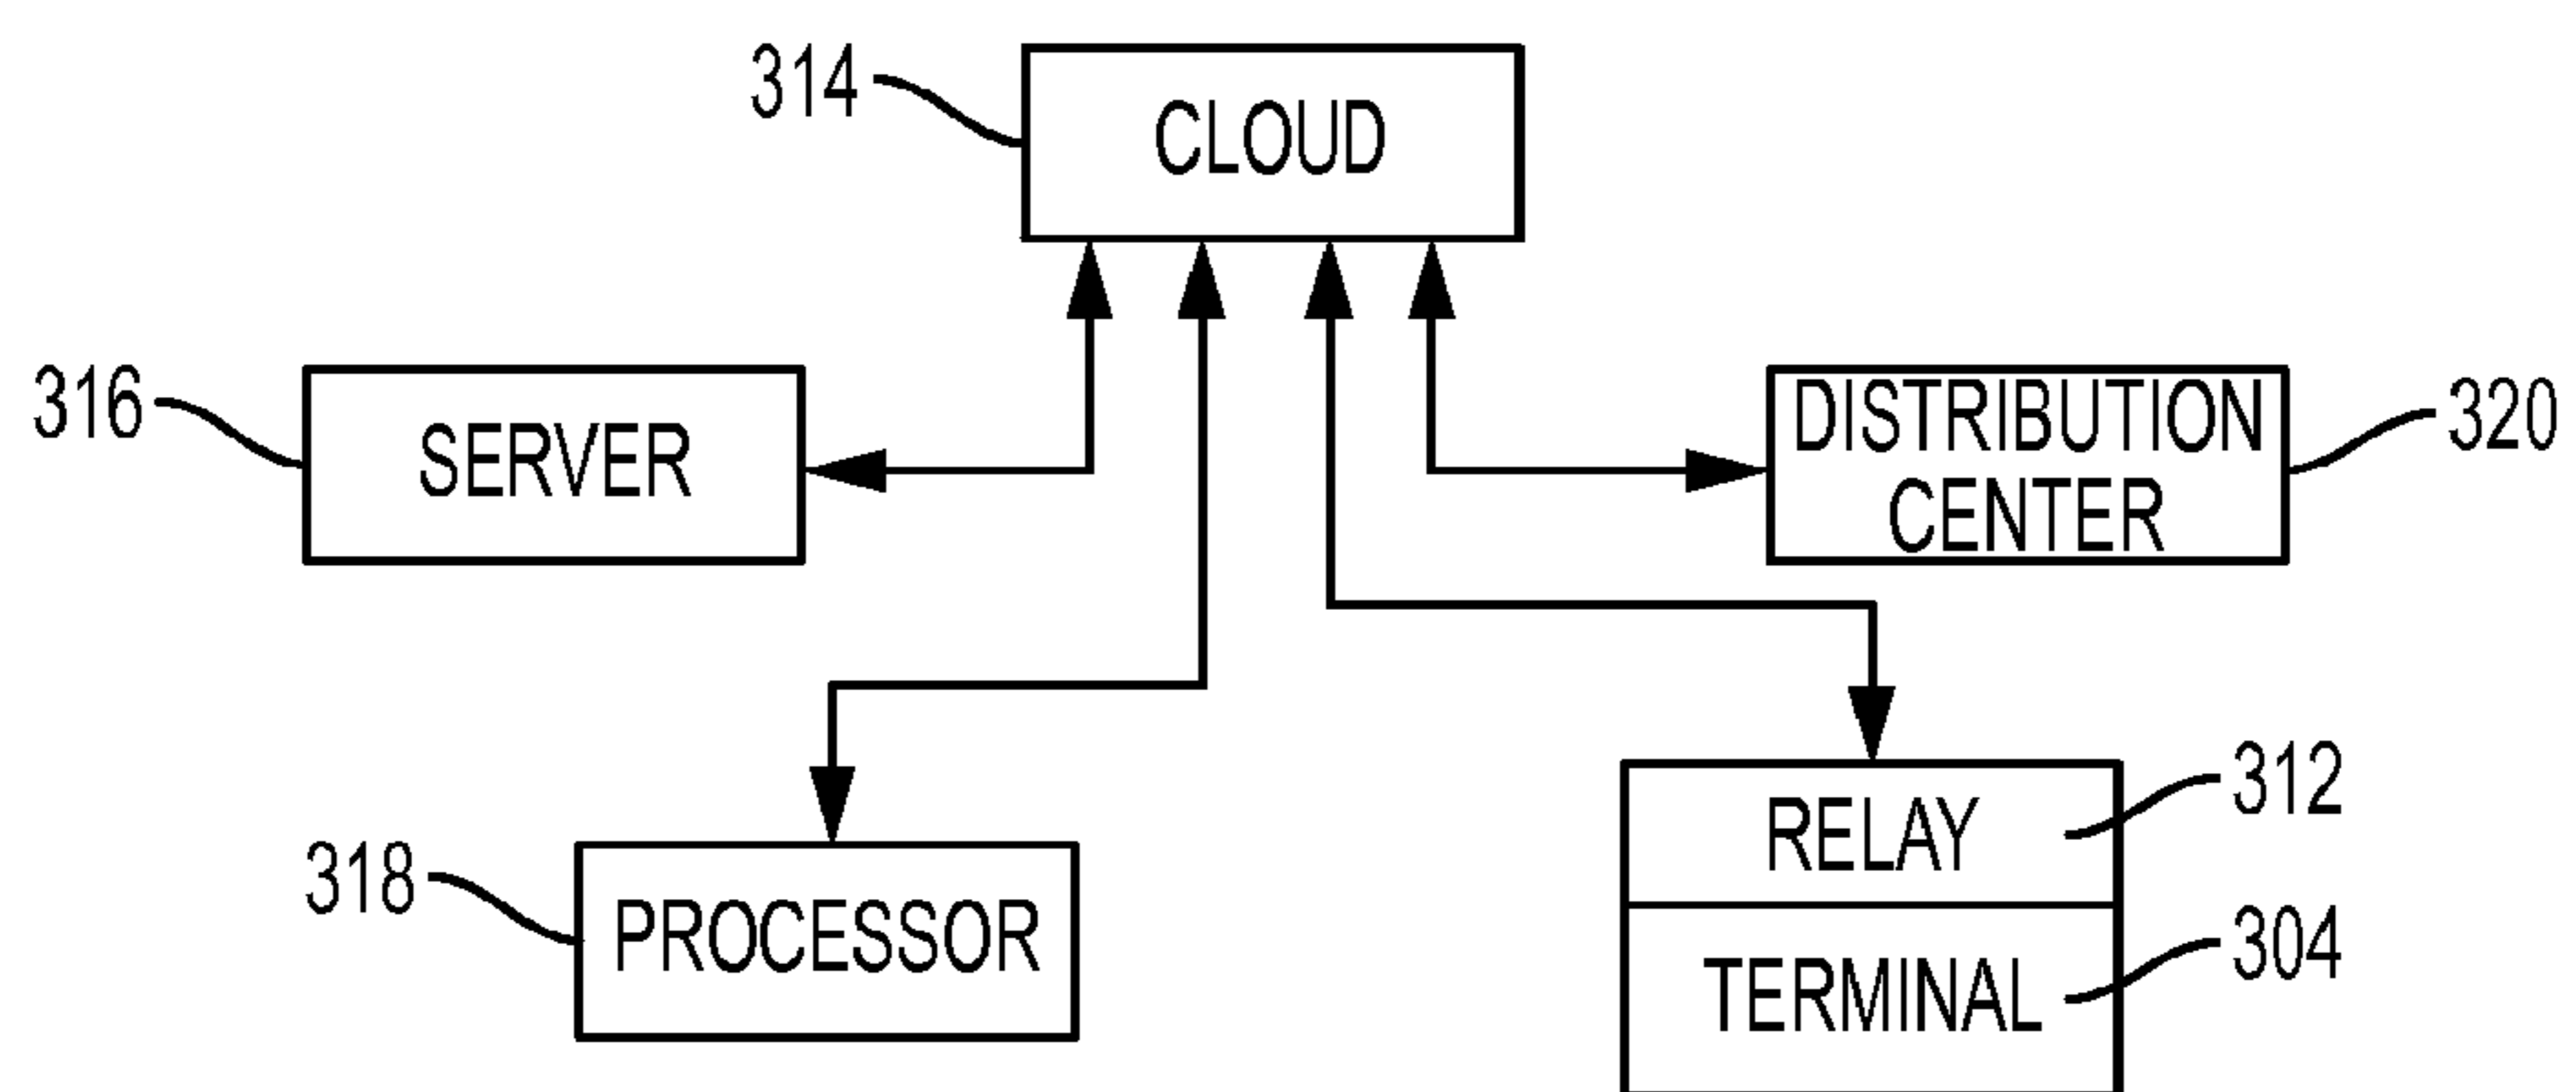 314
CLOUD
316
SERVER
DISTRIBUTION
CENTER
320
318
PROCESSOR
RELAY
312
TERMINAL
304